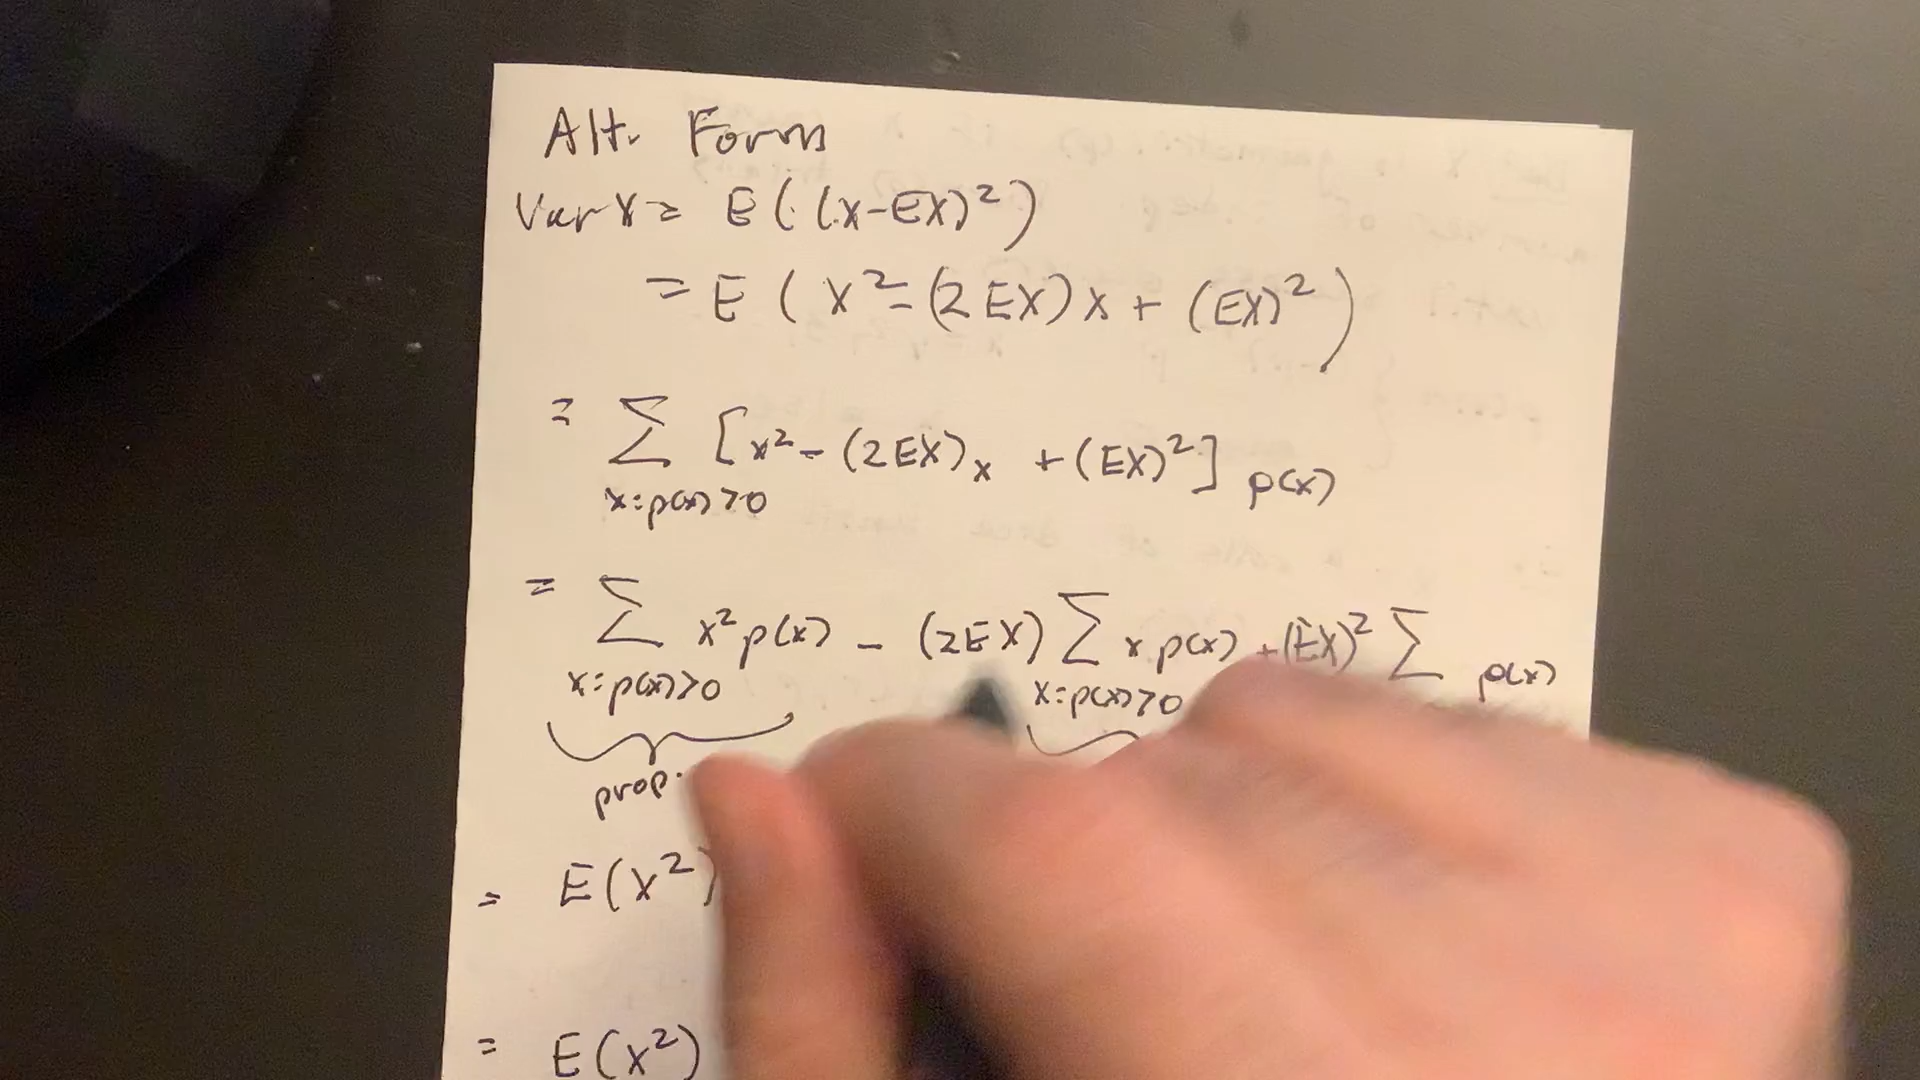 Alt. Form
Var X = E((X-EX)²)
= E(X² - (2EX)X + (EX)²)
= ∑ [x² - (2EX)x + (EX)²] p(x)
x:p(x)>0
= ∑ x² p(x) - (2EX) ∑ x p(x) + (EX)² ∑ p(x)
x:p(x)>0 x:p(x)>0
prop.
= E(X²)
= E(X²)